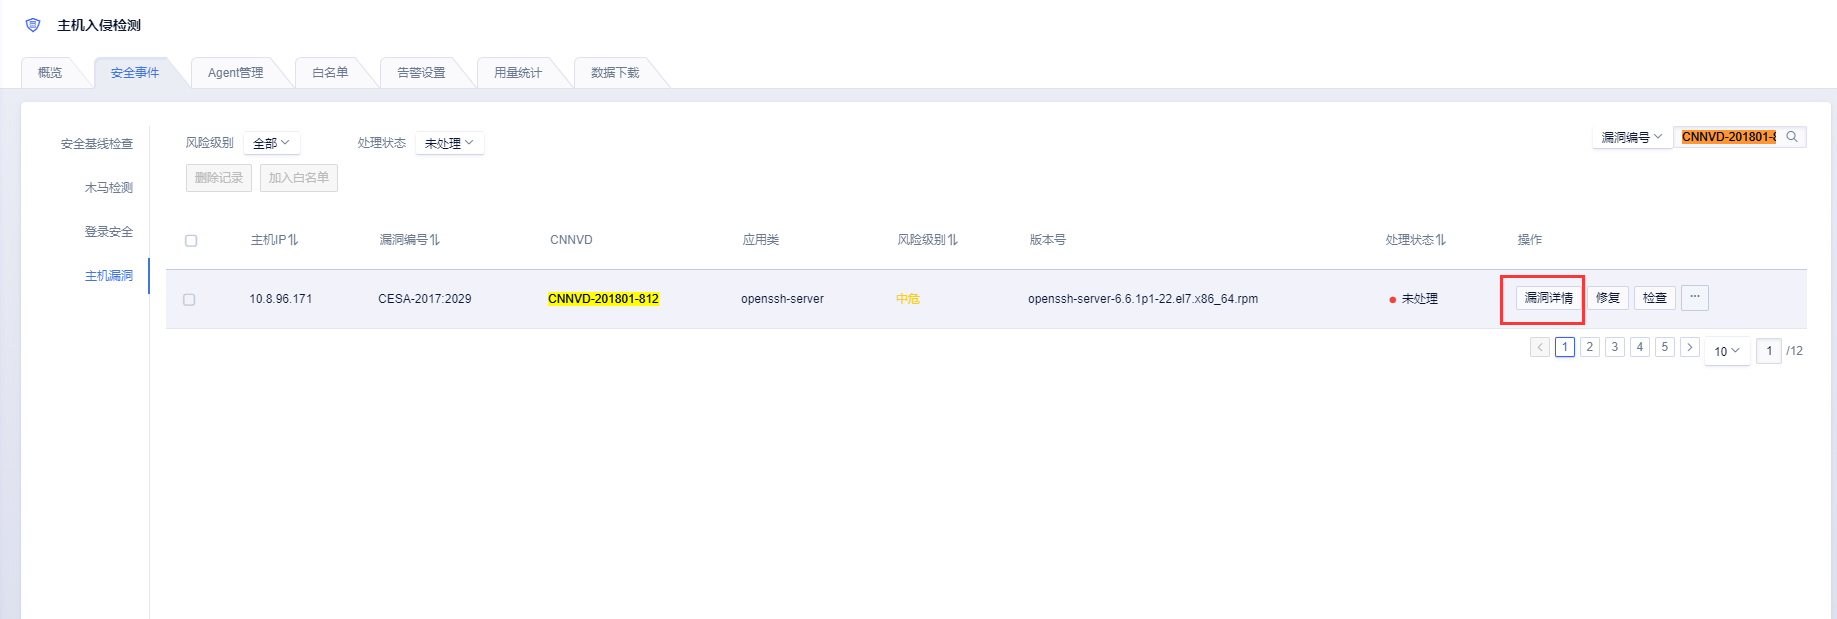 主机入侵检测
概览 安全事件 Agent管理 白名单 告警设置 用量统计 数据下载
安全基线检查
木马检测
登录安全
主机漏洞
风险级别 全部 处理状态 未处理 漏洞编号 CNNVD-201801-8
删除记录 加入白名单
主机IP 漏洞编号 CNNVD 应用类 风险级别 版本号 处理状态 操作
10.8.96.171 CESA-2017:2029 CNNVD-201801-812 openssh-server 中危 openssh-server-6.6.1p1-22.el7.x86_64.rpm 未处理 漏洞详情 修复 检查 ...
< 1 2 3 4 5 > 10 1 /12